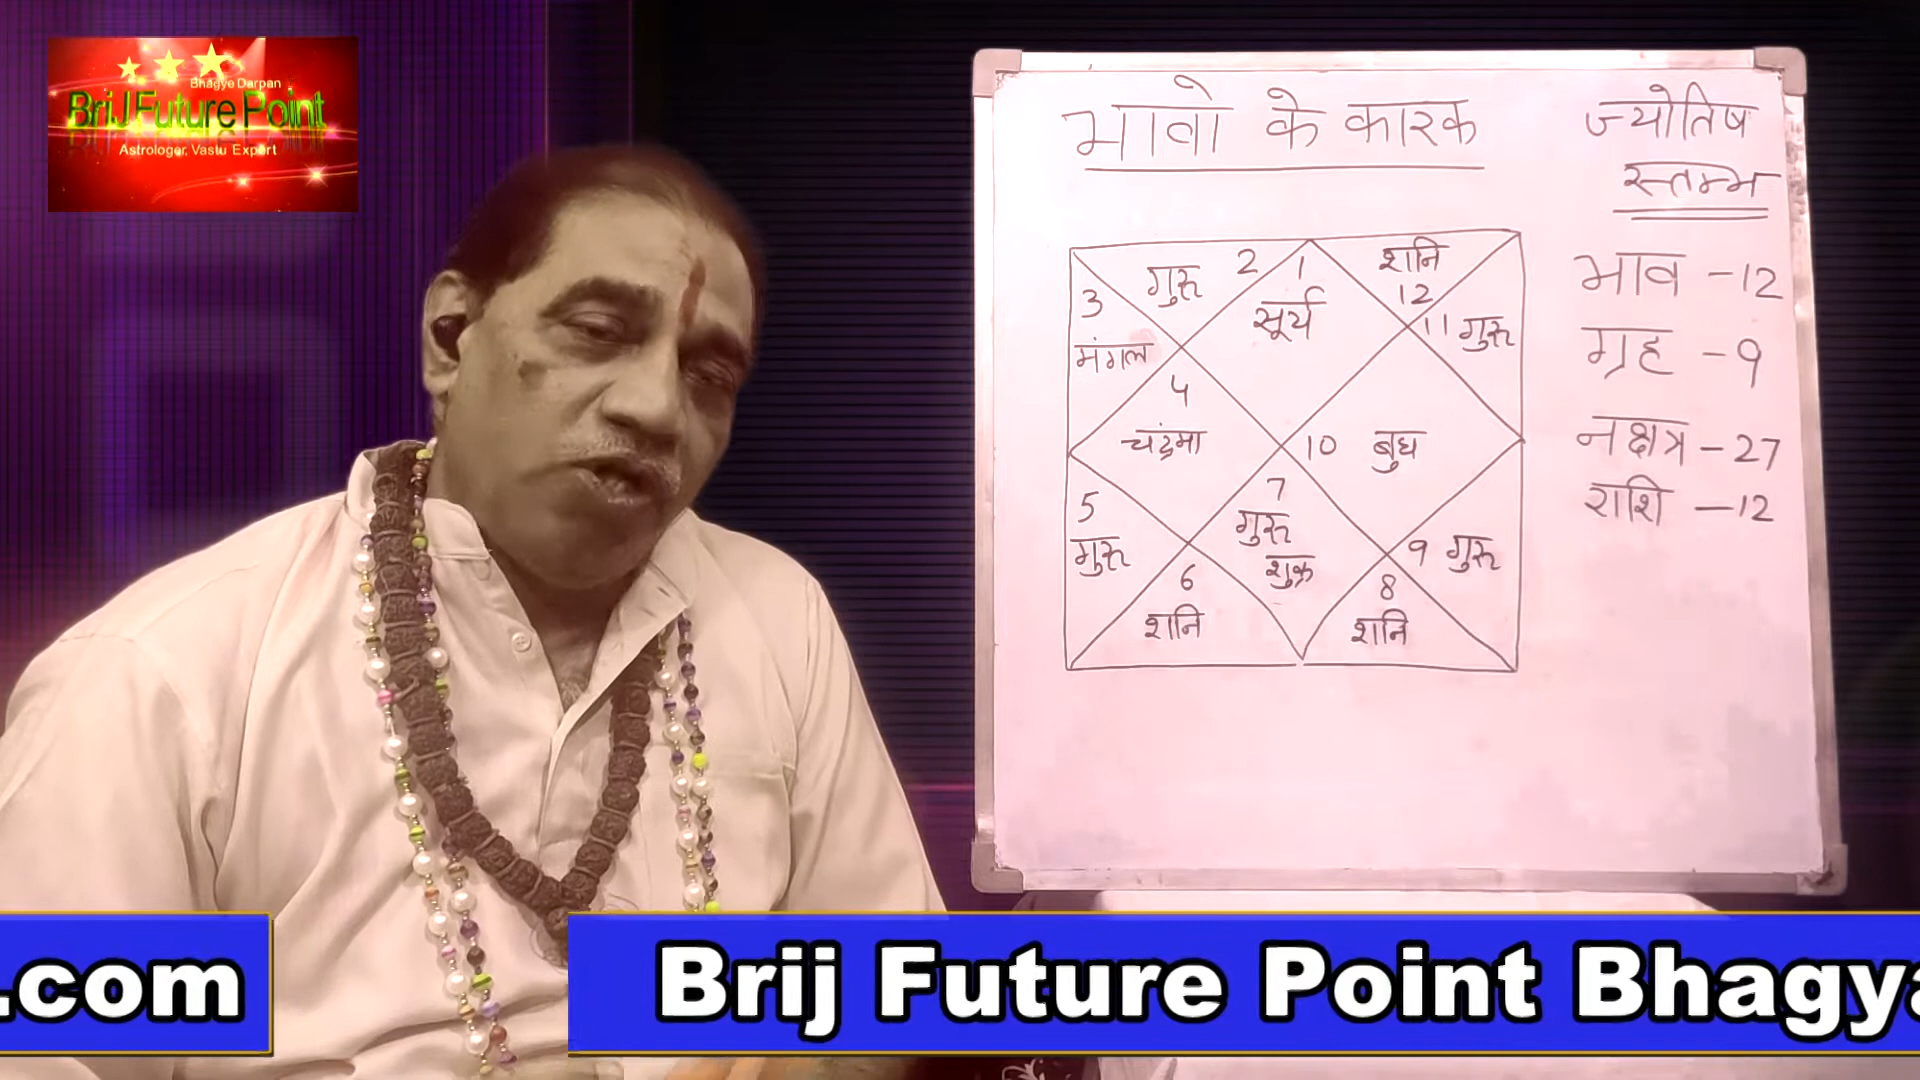 Bhagye Darpan
BriJ Future Point
Astrologer, Vastu Expert
भावो के कारक
ज्योतिष
स्तम्भ
गुरू 2
1
सूर्य
शनि
12
3
मंगल
11 गुरू
4
चंद्रमा
10 बुध
5
गुरू
7
गुरू
शुक्र
9 गुरू
6
शनि
8
शनि
भाव - 12
ग्रह - 9
नक्षत्र - 27
राशि - 12
.com
Brij Future Point Bhagya